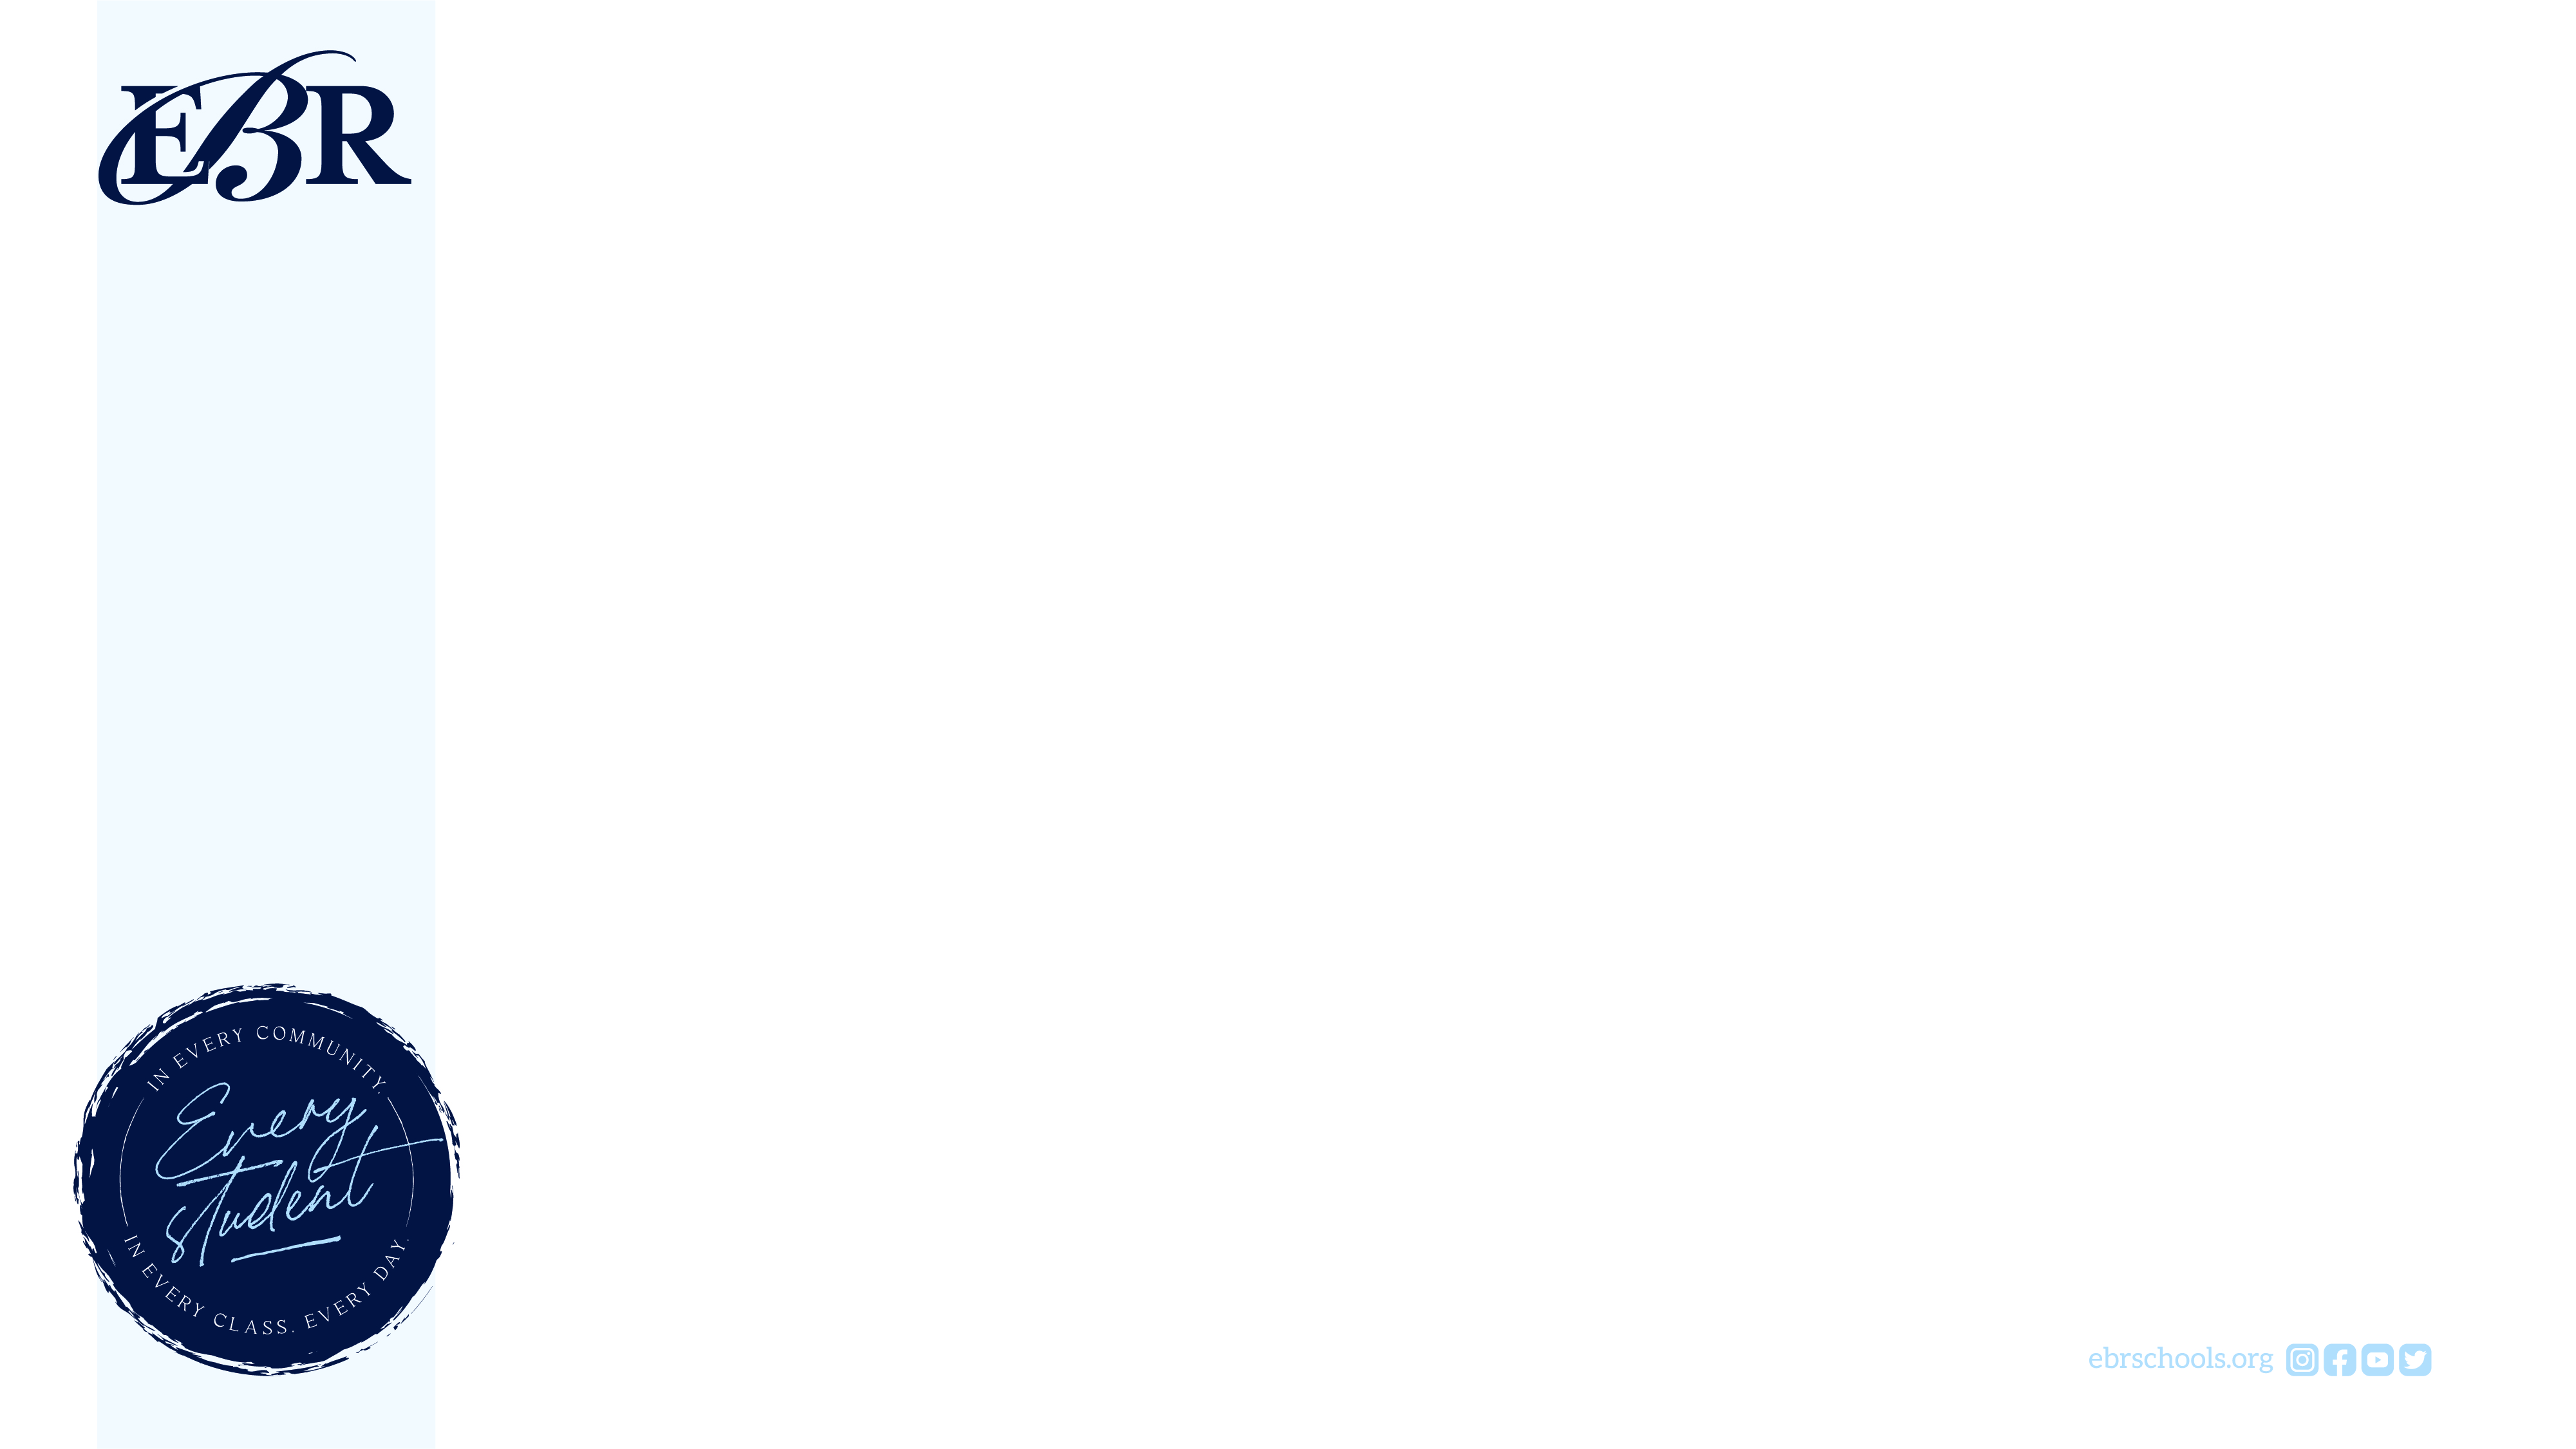 EBR
IN EVERY COMMUNITY.
Every
student
IN EVERY CLASS. EVERY DAY.
ebrschools.org